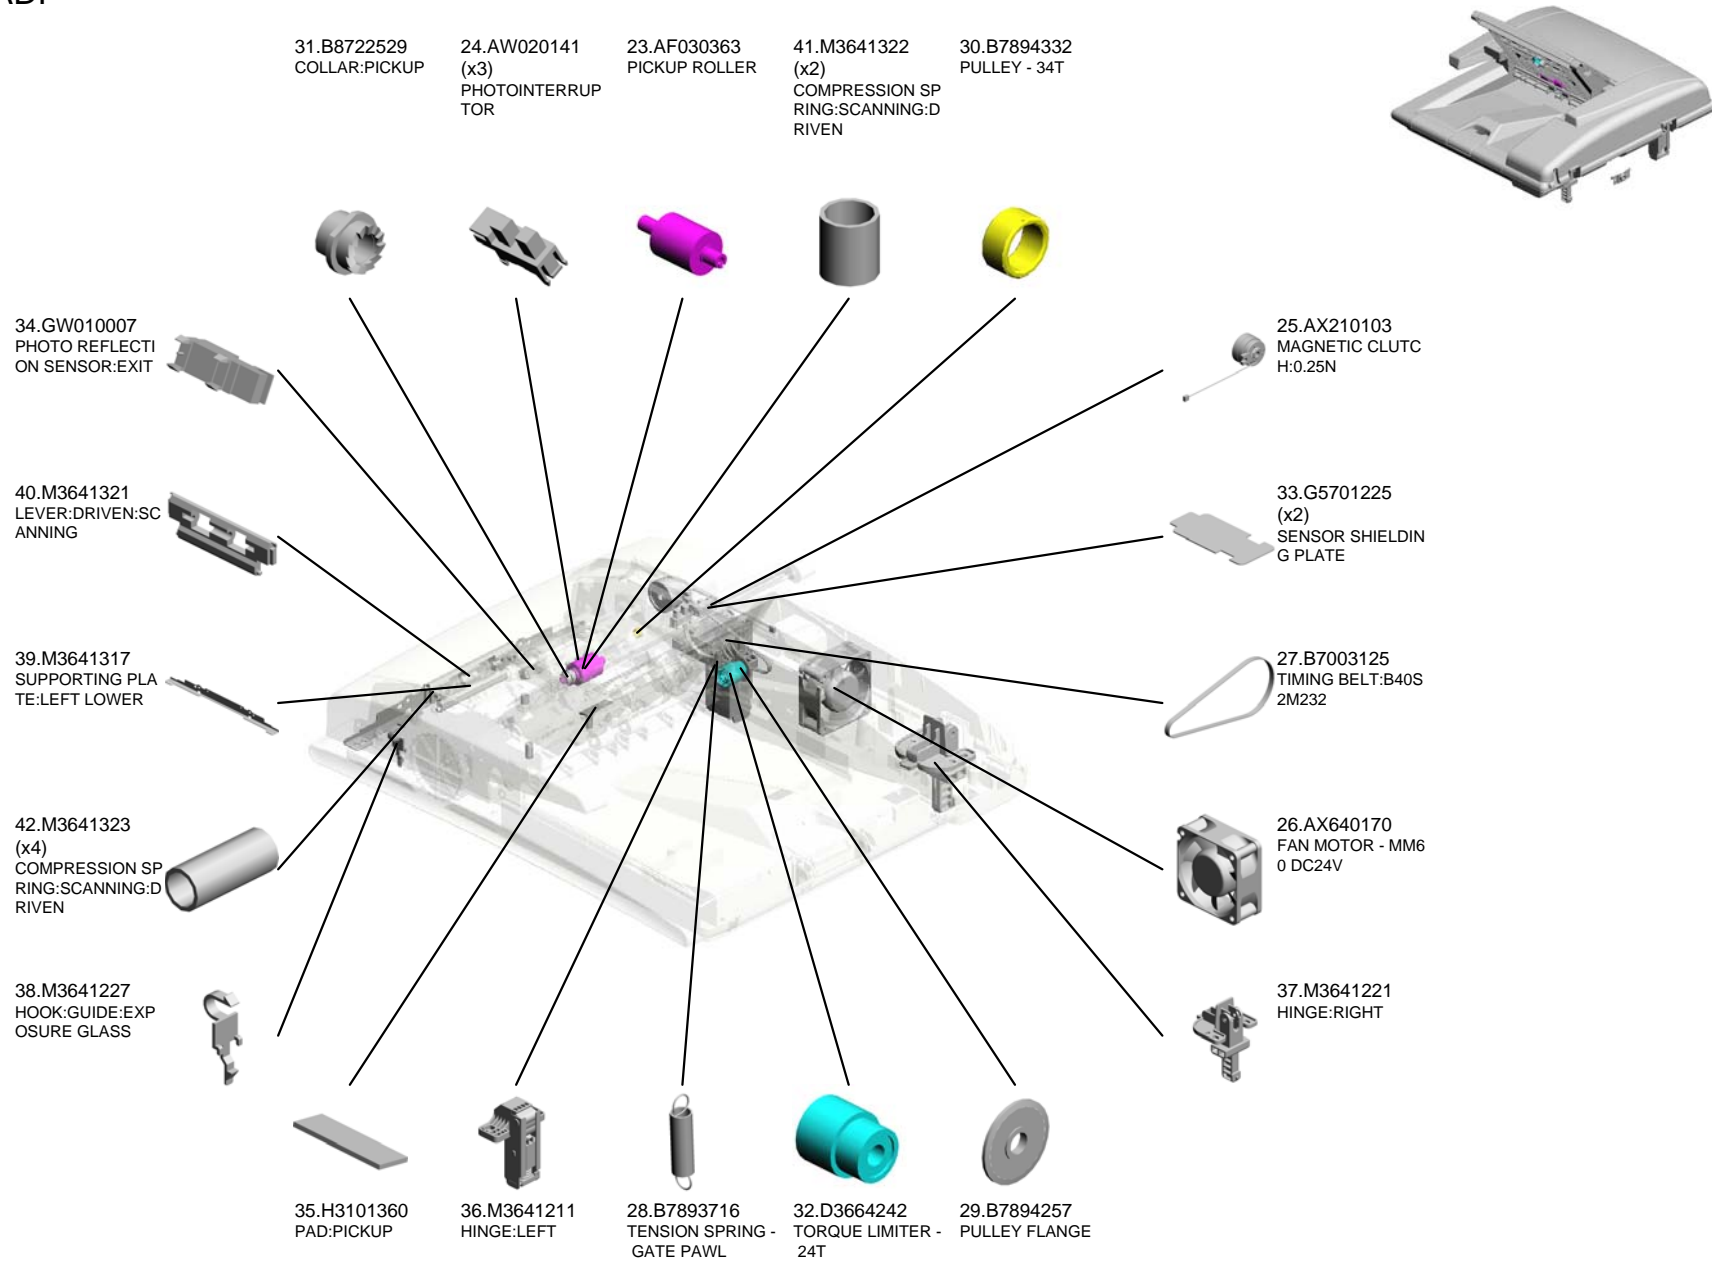 31.B8722529
COLLAR:PICKUP
24.AW020141
(x3)
PHOTOINTERRUP
TOR
23.AF030363
PICKUP ROLLER
41.M3641322
(x2)
COMPRESSION SP
RING:SCANNING:D
RIVEN
30.B7894332
PULLEY - 34T
34.GW010007
PHOTO REFLECTI
ON SENSOR:EXIT
25.AX210103
MAGNETIC CLUTC
H:0.25N
40.M3641321
LEVER:DRIVEN:SC
ANNING
33.G5701225
(x2)
SENSOR SHIELDIN
G PLATE
39.M3641317
SUPPORTING PLA
TE:LEFT LOWER
27.B7003125
TIMING BELT:B40S
2M232
42.M3641323
(x4)
COMPRESSION SP
RING:SCANNING:D
RIVEN
26.AX640170
FAN MOTOR - MM6
0 DC24V
38.M3641227
HOOK:GUIDE:EXP
OSURE GLASS
37.M3641221
HINGE:RIGHT
35.H3101360
PAD:PICKUP
36.M3641211
HINGE:LEFT
28.B7893716
TENSION SPRING -
GATE PAWL
32.D3664242
TORQUE LIMITER -
24T
29.B7894257
PULLEY FLANGE